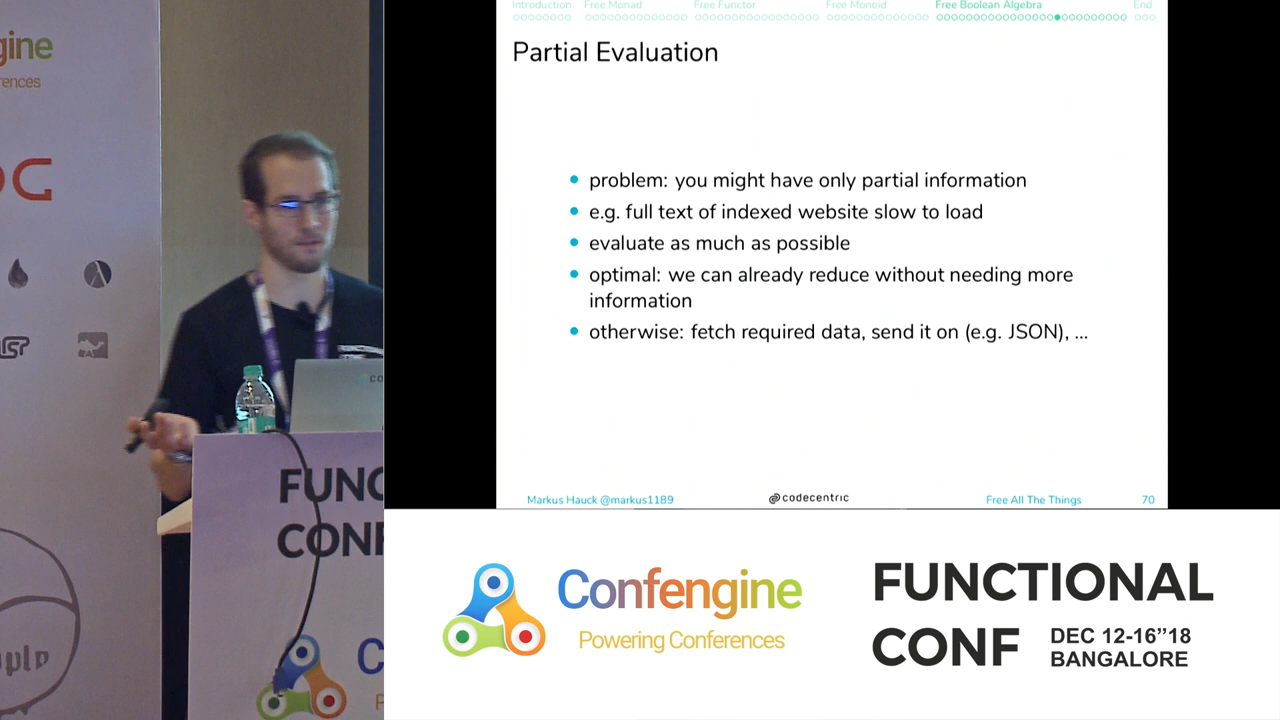 Introduction Free Monad Free Functor Free Monoid Free Boolean Algebra End
Partial Evaluation
problem: you might have only partial information
e.g. full text of indexed website slow to load
evaluate as much as possible
optimal: we can already reduce without needing more
information
otherwise: fetch required data, send it on (e.g. JSON), ...
Markus Hauck @markus1189 codecentric Free All The Things 70
gine
rences
FUNC
CONF
C
P
Confengine
Powering Conferences
FUNCTIONAL
CONF
DEC 12-16"18
BANGALORE